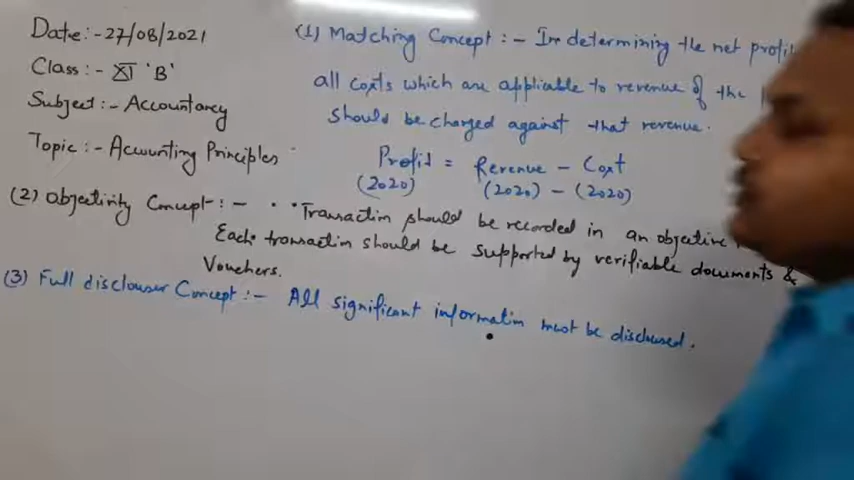 Date:-27/08/2021
Class:- XI 'B'
Subject:- Accountancy
Topic:- Accounting Principles
(1) Matching Concept:- In determining the net profit
all costs which are appliable to revenue of the
should be charged against that revenue.
Profit = Revenue - Cost
(2020) (2020) - (2020)
(2) Objectivity Concept:- Transaction should be recorded in an objective
Each transaction should be supported by verifiable documents &
Vouchers.
(3) Full disclouser Concept:- All significant information must be disclosed.